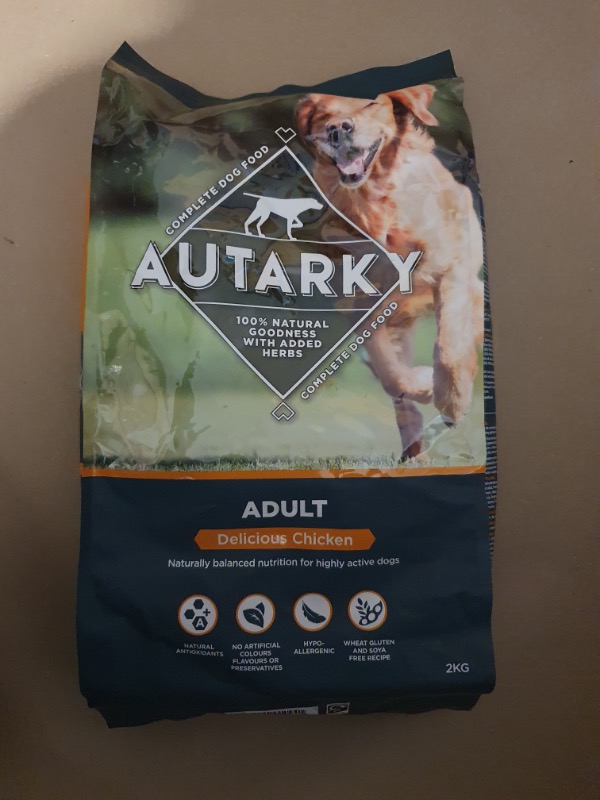 COMPLETE DOG FOOD
AUTARKY
100% NATURAL
GOODNESS
WITH ADDED
HERBS
COMPLETE DOG FOOD
ADULT
Delicious Chicken
Naturally balanced nutrition for highly active dogs
A+
NATURAL
ANTIOXIDANTS
NO ARTIFICIAL
COLOURS
FLAVOURS OR
PRESERVATIVES
HYPO-
ALLERGENIC
WHEAT GLUTEN
AND SOYA
FREE RECIPE
2KG